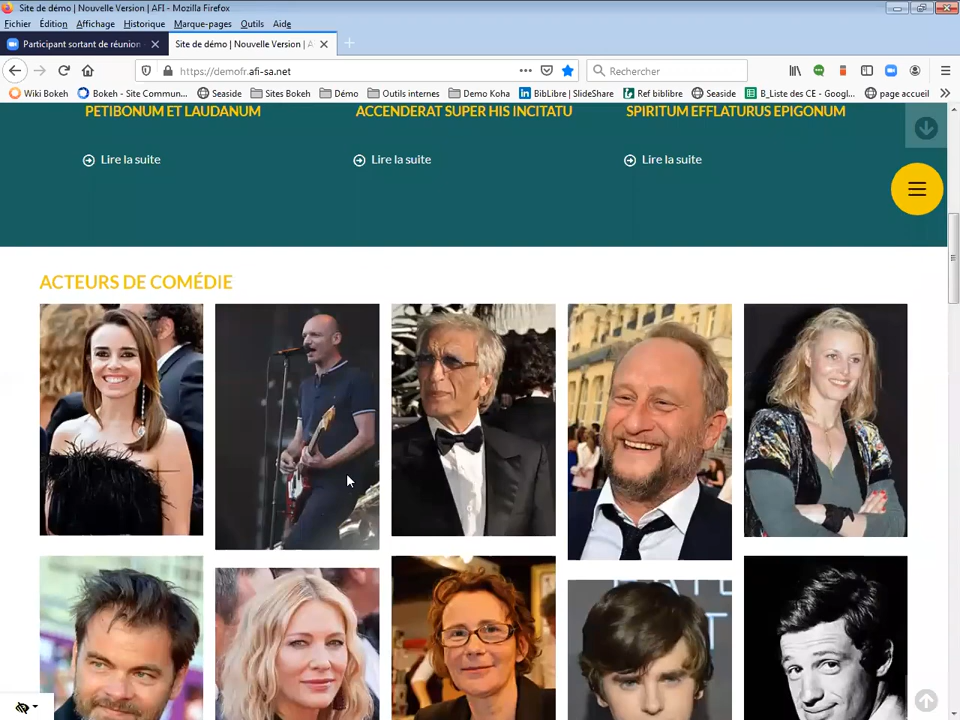 Site de démo | Nouvelle Version | AFI - Mozilla Firefox
Fichier Édition Affichage Historique Marque-pages Outils Aide
Participant sortant de réunion
Site de démo | Nouvelle Version | A
https://demofr.afi-sa.net
Rechercher
Wiki Bokeh
Bokeh - Site Commun...
Seaside
Sites Bokeh
Démo
Outils internes
Demo Koha
BibLibre | SlideShare
Ref biblibre
B_Liste des CE - Googl...
Seaside
page accueil
PETIBONUM ET LAUDANUM
ACCENDERAT SUPER HIS INCITATU
SPIRITUM EFFLATURUS EPIGONUM
Lire la suite
Lire la suite
Lire la suite
ACTEURS DE COMÉDIE